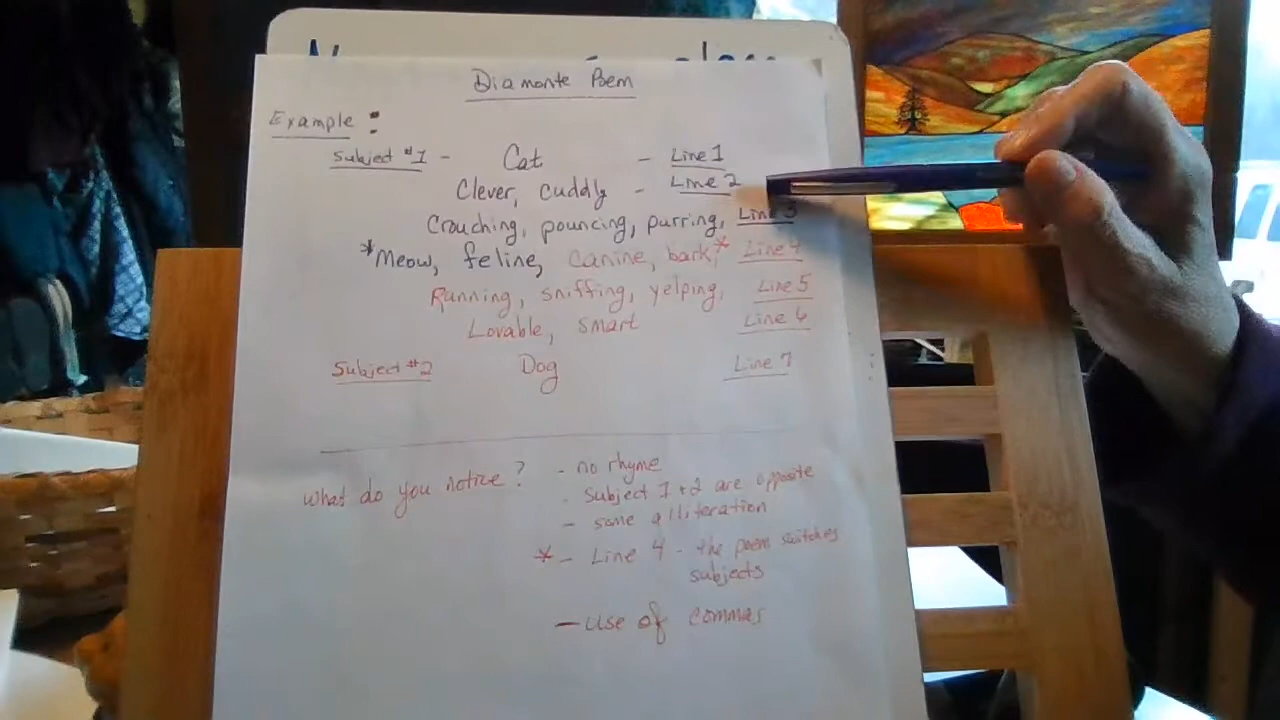 Diamonte Poem
Example:
Subject #1 - Cat - Line 1
Clever, cuddly - Line 2
Crouching, pouncing, purring, Line 3
*Meow, feline, canine, bark,* Line 4
Running, sniffing, yelping, Line 5
Lovable, smart Line 6
Subject #2 Dog Line 7
What do you notice? - no rhyme
- Subject 1 + 2 are opposite
- some alliteration
* - Line 4 - the poem switches
subjects
- use of commas